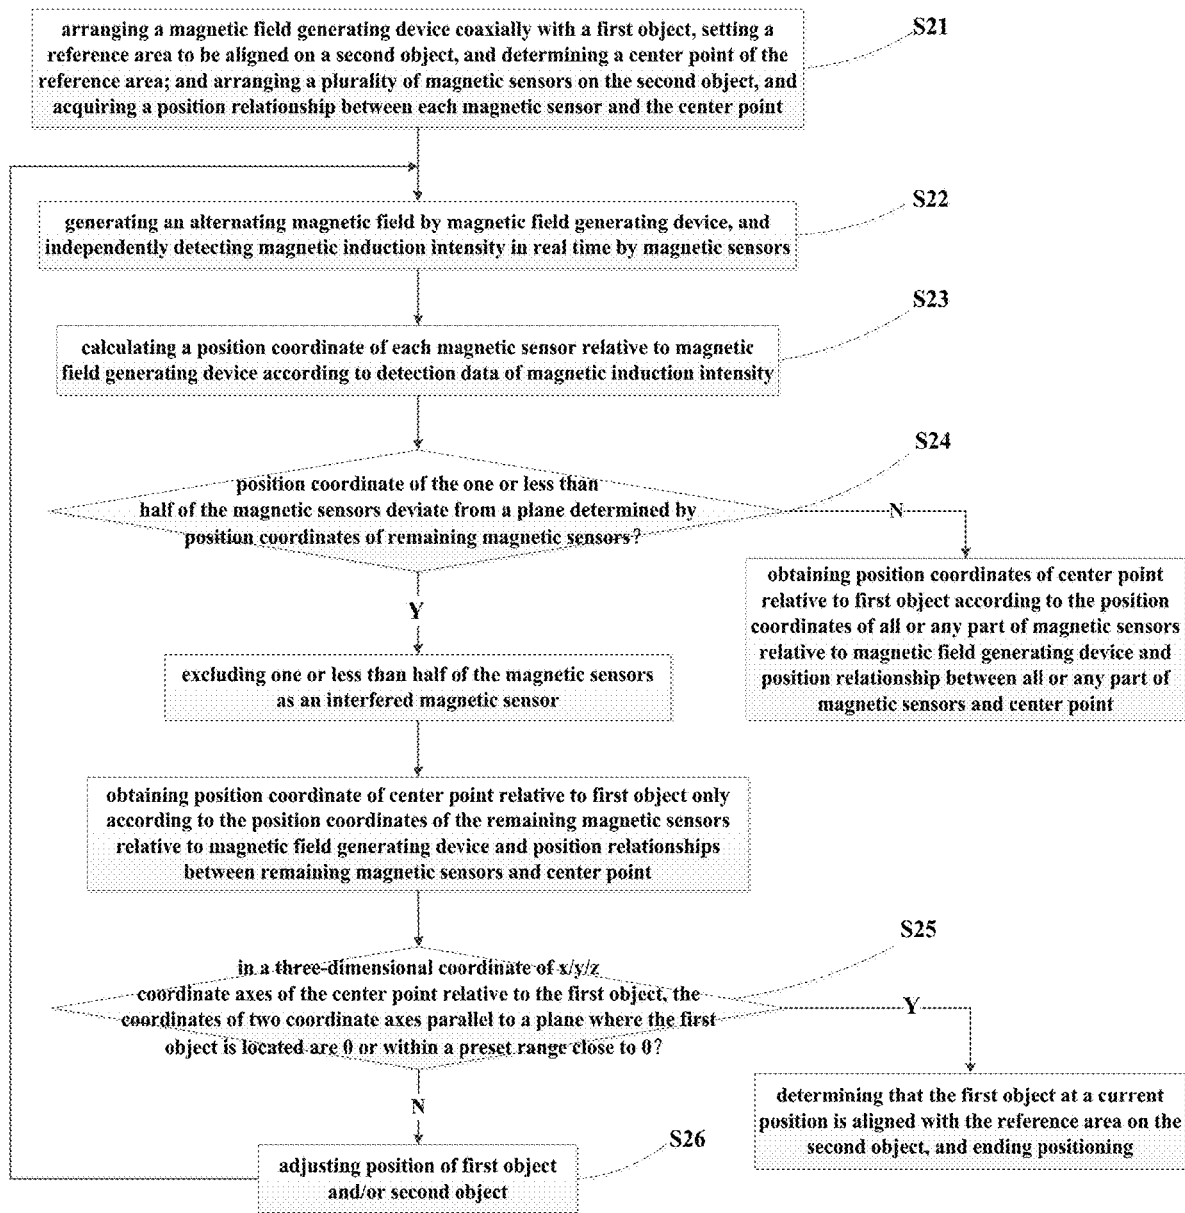 arranging a magnetic field generating device coaxially with a first object, setting a
reference area to be aligned on a second object, and determining a center point of the
reference area; and arranging a plurality of magnetic sensors on the second object, and
acquiring a position relationship between each magnetic sensor and the center point
S21
generating an alternating magnetic field by magnetic field generating device, and
independently detecting magnetic induction intensity in real time by magnetic sensors
S22
calculating a position coordinate of each magnetic sensor relative to magnetic
field generating device according to detection data of magnetic induction intensity
S23
position coordinate of the one or less than
half of the magnetic sensors deviate from a plane determined by
position coordinates of remaining magnetic sensors?
S24
N
obtaining position coordinates of center point
relative to first object according to the position
coordinates of all or any part of magnetic sensors
relative to magnetic field generating device and
position relationship between all or any part of
magnetic sensors and center point
Y
excluding one or less than half of the magnetic sensors
as an interfered magnetic sensor
obtaining position coordinate of center point relative to first object only
according to the position coordinates of the remaining magnetic sensors
relative to magnetic field generating device and position relationships
between remaining magnetic sensors and center point
in a three-dimensional coordinate of x/y/z
coordinate axes of the center point relative to the first object, the
coordinates of two coordinate axes parallel to a plane where the first
object is located are 0 or within a preset range close to 0?
S25
Y
determining that the first object at a current
position is aligned with the reference area on the
second object, and ending positioning
N
adjusting position of first object
and/or second object
S26